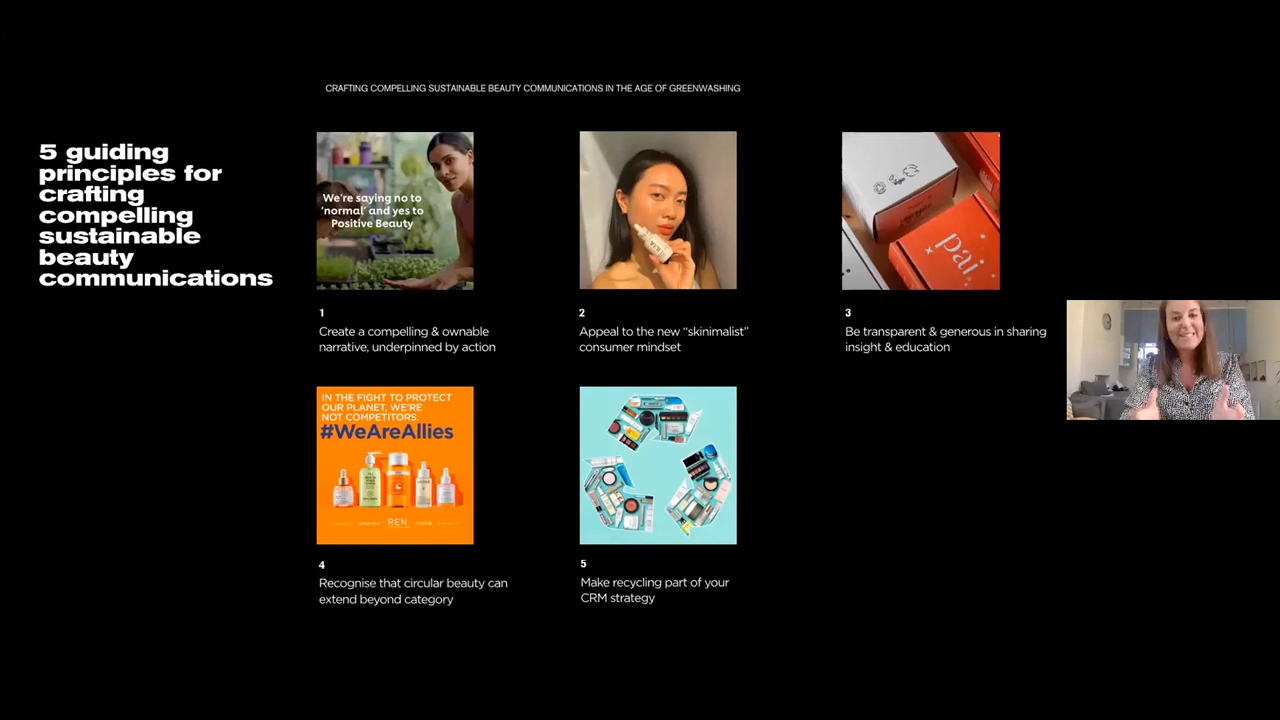 CRAFTING COMPELLING SUSTAINABLE BEAUTY COMMUNICATIONS IN THE AGE OF GREENWASHING
5 guiding
principles for
crafting
compelling
sustainable
beauty
communications
We're saying no to
'normal' and yes to
Positive Beauty
1
Create a compelling & ownable
narrative, underpinned by action
2
Appeal to the new “skinimalist”
consumer mindset
pai
3
Be transparent & generous in sharing
insight & education
IN THE FIGHT TO PROTECT
OUR PLANET, WE'RE
NOT COMPETITORS.
#WeAreAllies
REN
4
Recognise that circular beauty can
extend beyond category
5
Make recycling part of your
CRM strategy